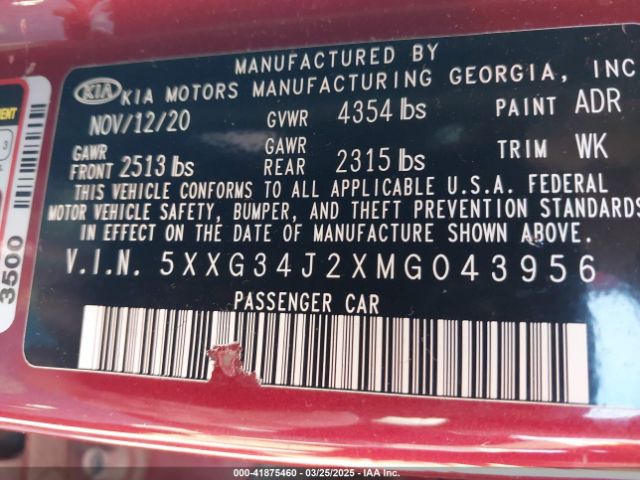 MANUFACTURED BY
KIA KIA MOTORS MANUFACTURING GEORGIA, INC
NOV/12/20 GVWR 4354 lbs PAINT ADR
GAWR FRONT 2513 lbs GAWR REAR 2315 lbs TRIM WK
THIS VEHICLE CONFORMS TO ALL APPLICABLE U.S.A. FEDERAL
MOTOR VEHICLE SAFETY, BUMPER, AND THEFT PREVENTION STANDARDS
IN EFFECT ON THE DATE OF MANUFACTURE SHOWN ABOVE.
V.I.N. 5XXG34J2XMG043956
PASSENGER CAR
3
3500
000-41875460 - 03/25/2025 - IAA Inc.